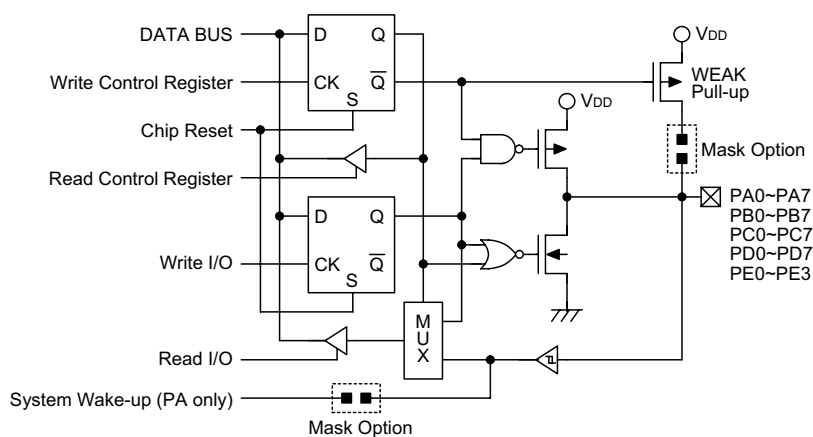 DATA BUS
Write Control Register
Chip Reset
Read Control Register
Write I/O
Read I/O
System Wake-up (PA only)
D Q
CK Q
S
D Q
CK Q
S
M
U
X
Mask Option
VDD
WEAK
Pull-up
VDD
Mask Option
PA0~PA7
PB0~PB7
PC0~PC7
PD0~PD7
PE0~PE3